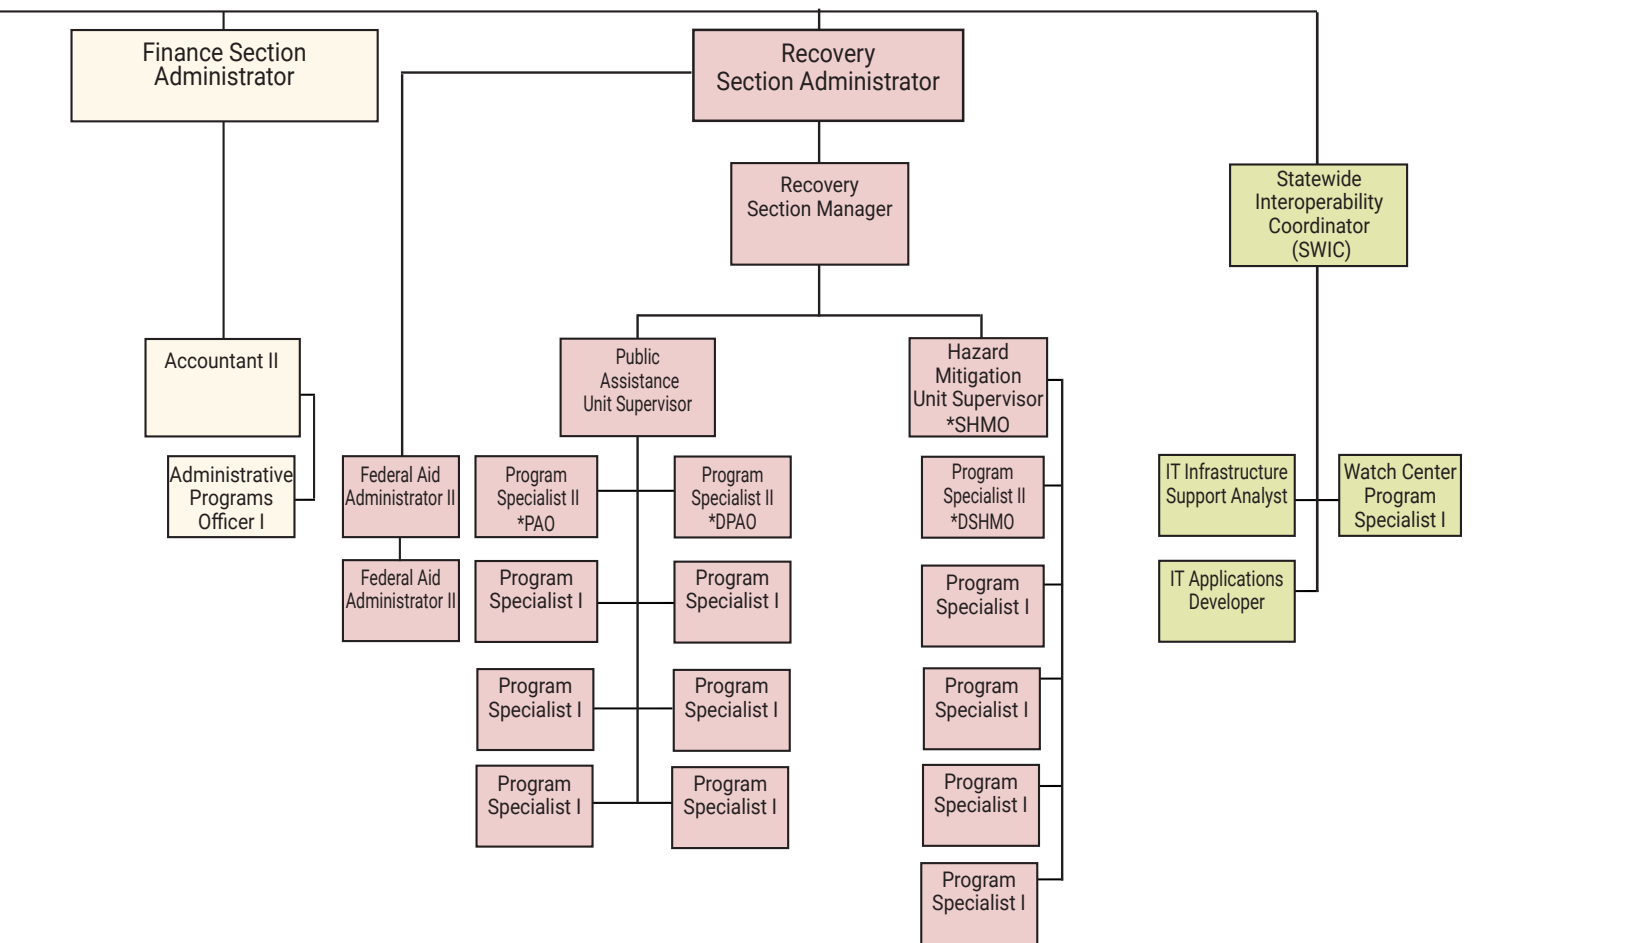 Finance Section
Administrator
Recovery
Section Administrator
Recovery
Section Manager
Statewide
Interoperability
Coordinator
(SWIC)
Accountant II
Public
Assistance
Unit Supervisor
Hazard
Mitigation
Unit Supervisor
*SHMO
Administrative
Programs
Officer I
Federal Aid
Administrator II
Program
Specialist II
*PAO
Program
Specialist II
*DPAO
Program
Specialist II
*DSHMO
IT Infrastructure
Support Analyst
Watch Center
Program
Specialist I
Federal Aid
Administrator II
Program
Specialist I
Program
Specialist I
Program
Specialist I
IT Applications
Developer
Program
Specialist I
Program
Specialist I
Program
Specialist I
Program
Specialist I
Program
Specialist I
Program
Specialist I
Program
Specialist I